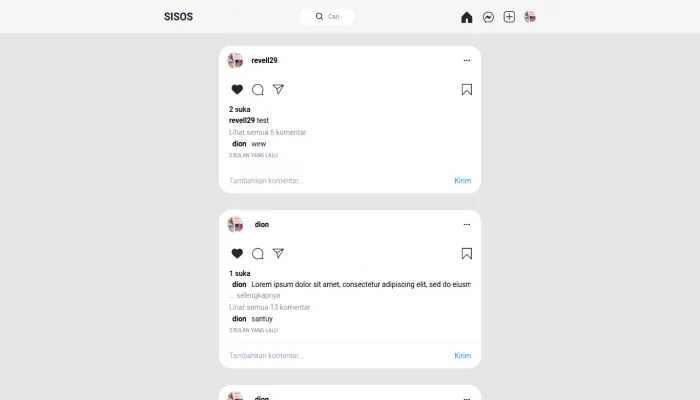 SISOS
Cari
revell29
2 suka
revell29 test
Lihat semua 6 komentar
dion wew
3 BULAN YANG LALU
Tambahkan komentar...
Kirim
dion
1 suka
dion Lorem ipsum dolor sit amet, consectetur adipiscing elit, sed do eiusm
... selengkapnya
Lihat semua 13 komentar
dion santuy
3 BULAN YANG LALU
Tambahkan komentar...
Kirim
dion